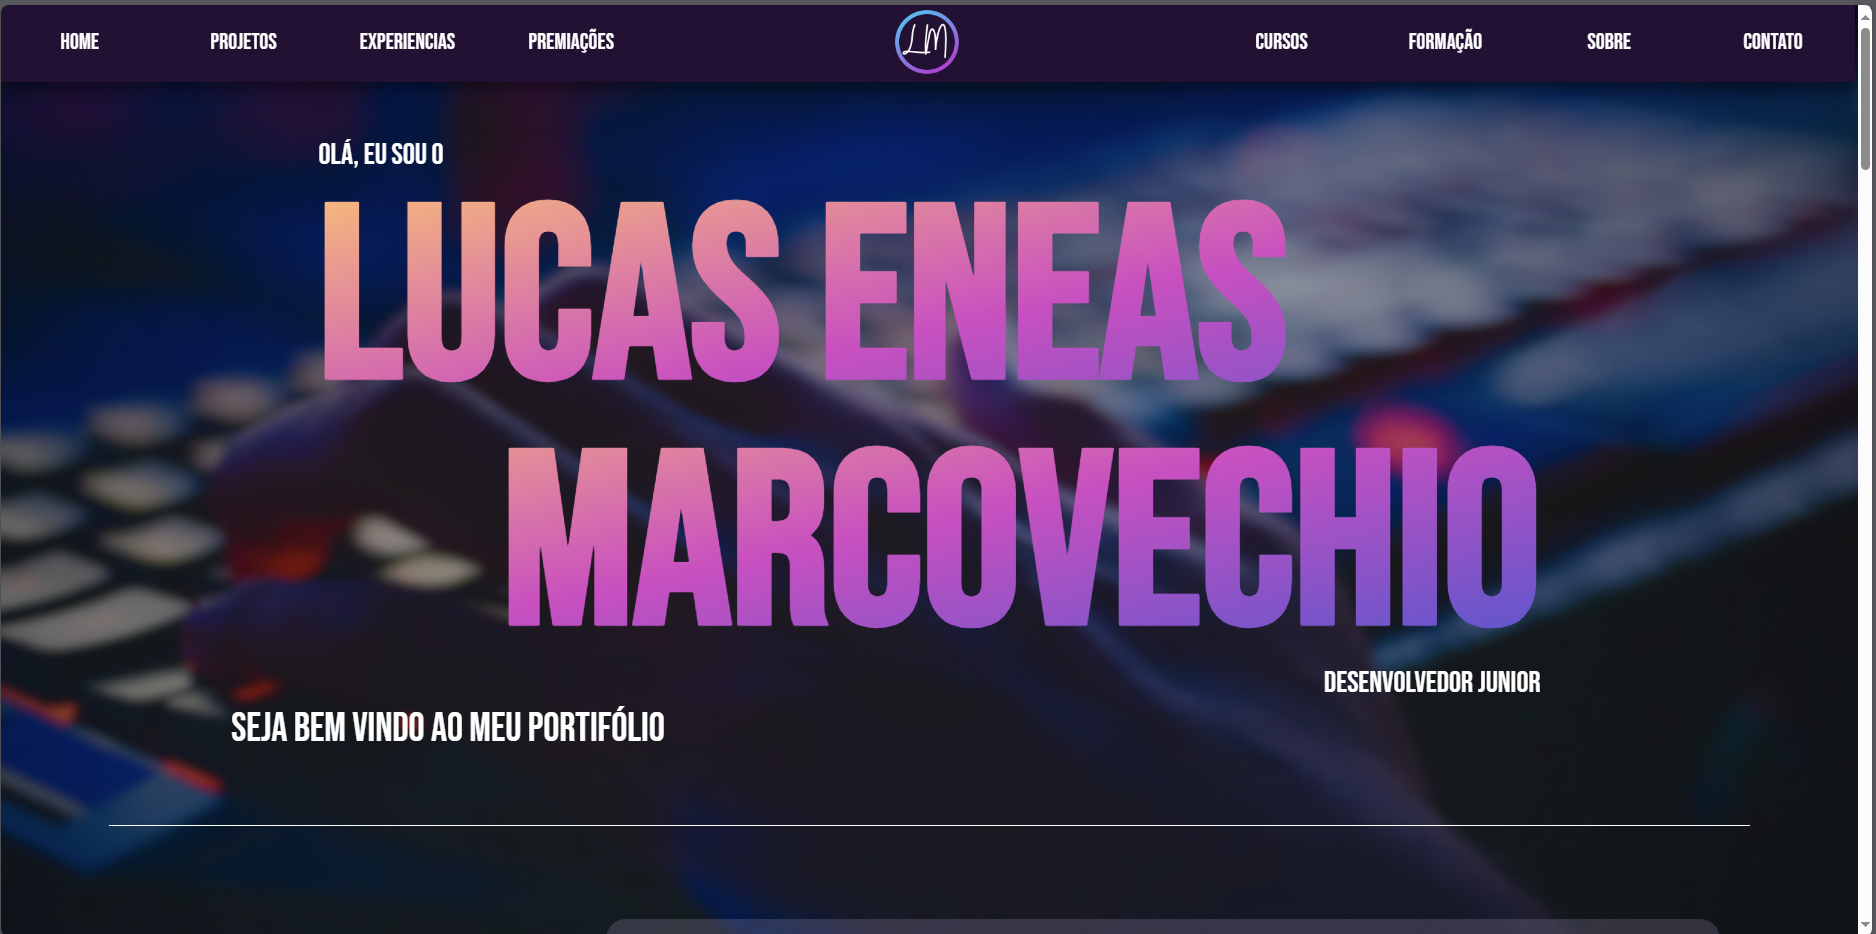 HOME PROJETOS EXPERIENCIAS PREMIAÇÕES LM CURSOS FORMAÇÃO SOBRE CONTATO
OLÁ, EU SOU O
LUCAS ENEAS
MARCOVECHIO
DESENVOLVEDOR JUNIOR
SEJA BEM VINDO AO MEU PORTIFÓLIO